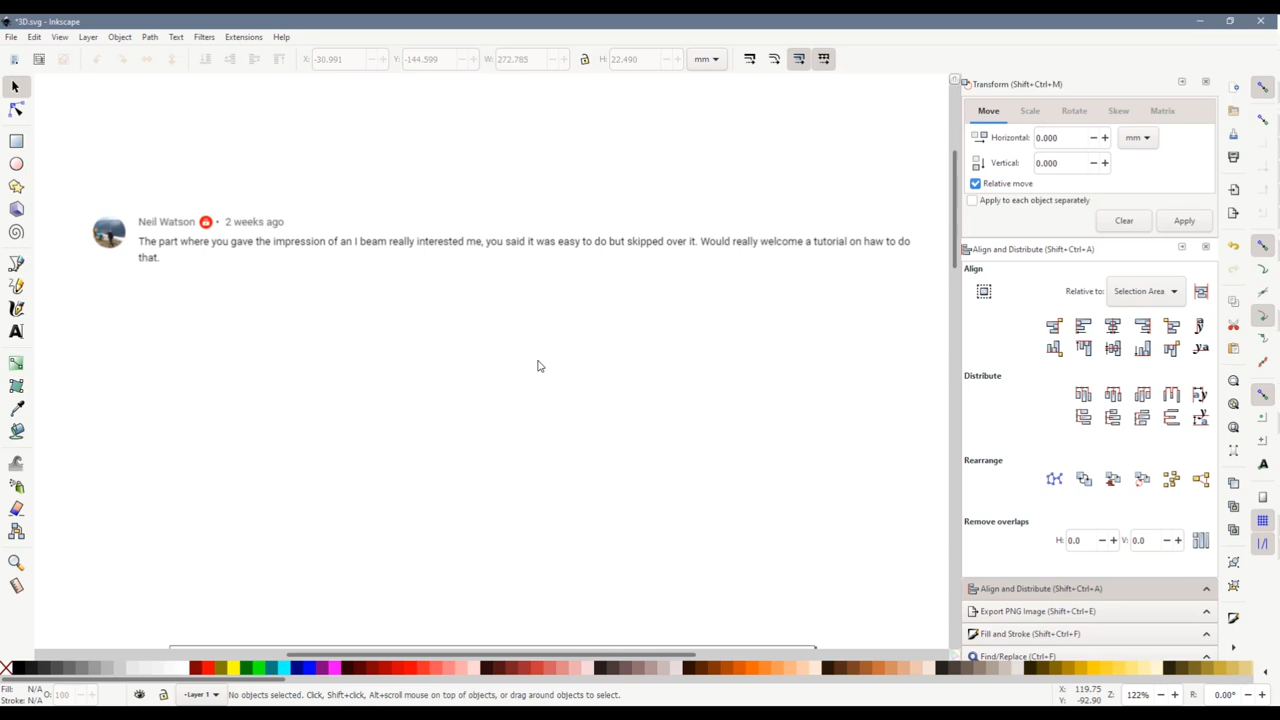 *3D.svg - Inkscape
File Edit View Layer Object Path Text Filters Extensions Help
X: -30.991 Y: -144.599 W: 272.785 H: 22.490 mm
Transform (Shift+Ctrl+M)
Move Scale Rotate Skew Matrix
Horizontal: 0.000 mm
Vertical: 0.000
Relative move
Apply to each object separately
Clear Apply
Neil Watson • 2 weeks ago
The part where you gave the impression of an I beam really interested me, you said it was easy to do but skipped over it. Would really welcome a tutorial on haw to do
that.
Align and Distribute (Shift+Ctrl+A)
Align
Relative to: Selection Area
Distribute
Rearrange
Remove overlaps
H: 0.0 V: 0.0
Align and Distribute (Shift+Ctrl+A)
Export PNG Image (Shift+Ctrl+E)
Fill and Stroke (Shift+Ctrl+F)
Find/Replace (Ctrl+F)
Fill: N/A O: 100
Stroke: N/A
-Layer 1 No objects selected. Click, Shift+click, Alt+scroll mouse on top of objects, or drag around objects to select.
X: 119.75 Z: 122% R: 0.00°
Y: -92.90